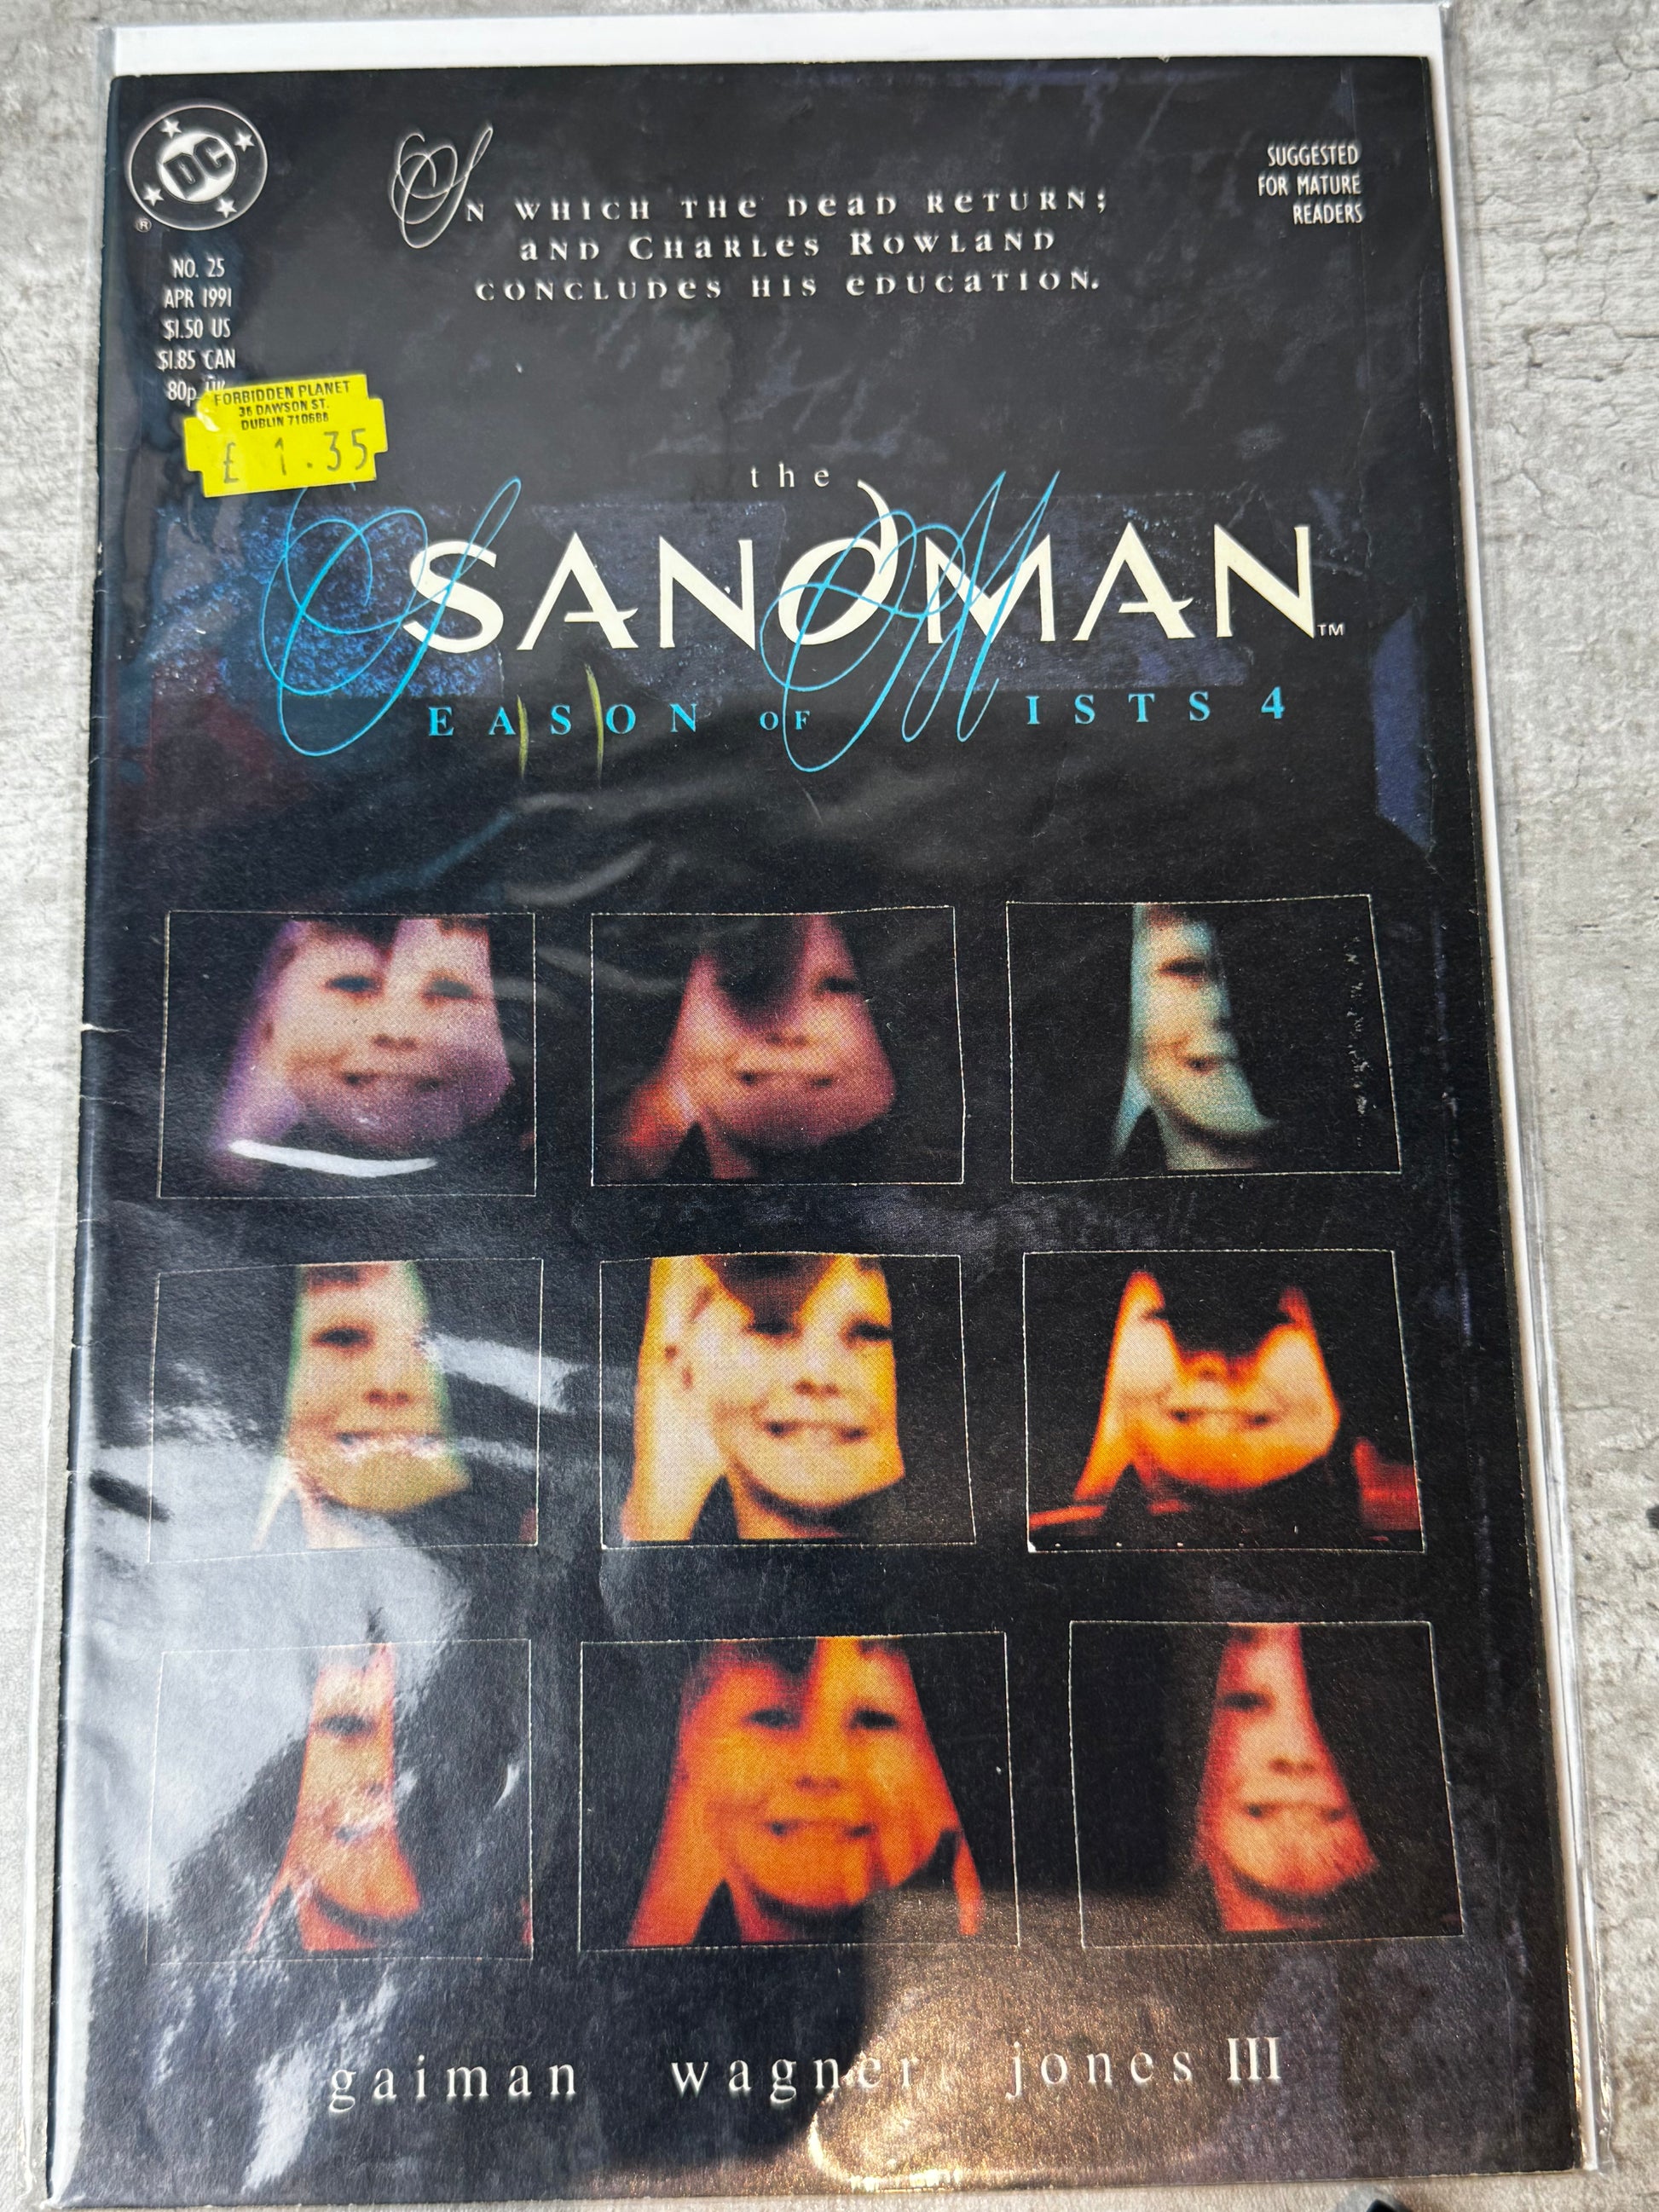 DC
®
In which the dead return;
and Charles Rowland
concludes his education.
SUGGESTED
FOR MATURE
READERS
NO. 25
APR 1991
$1.50 US
$1.85 CAN
80p UK
FORBIDDEN PLANET
36 DAWSON ST.
DUBLIN 710688
£ 1.35
the
SANDMAN™
SEASON OF MISTS 4
gaiman wagner jones III